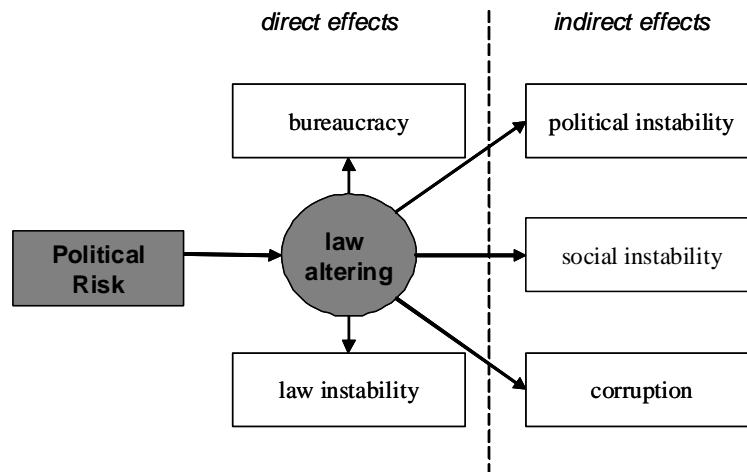 direct effects
indirect effects
bureaucracy
political instability
Political
Risk
law
altering
social instability
law instability
corruption